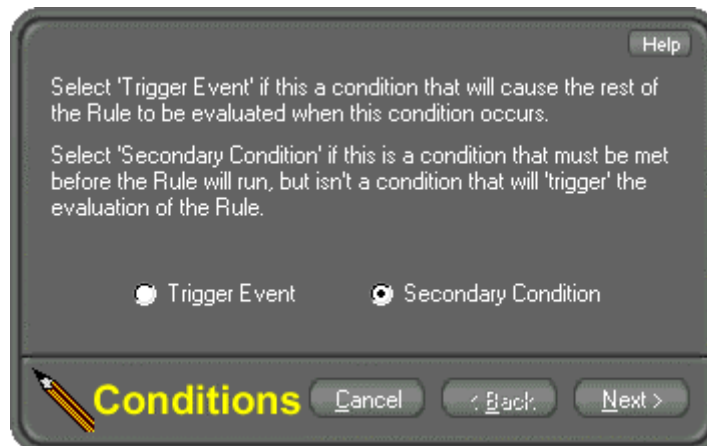 Help
Select 'Trigger Event' if this a condition that will cause the rest of
the Rule to be evaluated when this condition occurs.
Select 'Secondary Condition' if this is a condition that must be met
before the Rule will run, but isn't a condition that will 'trigger' the
evaluation of the Rule.
Trigger Event Secondary Condition
Conditions Cancel < Back Next >